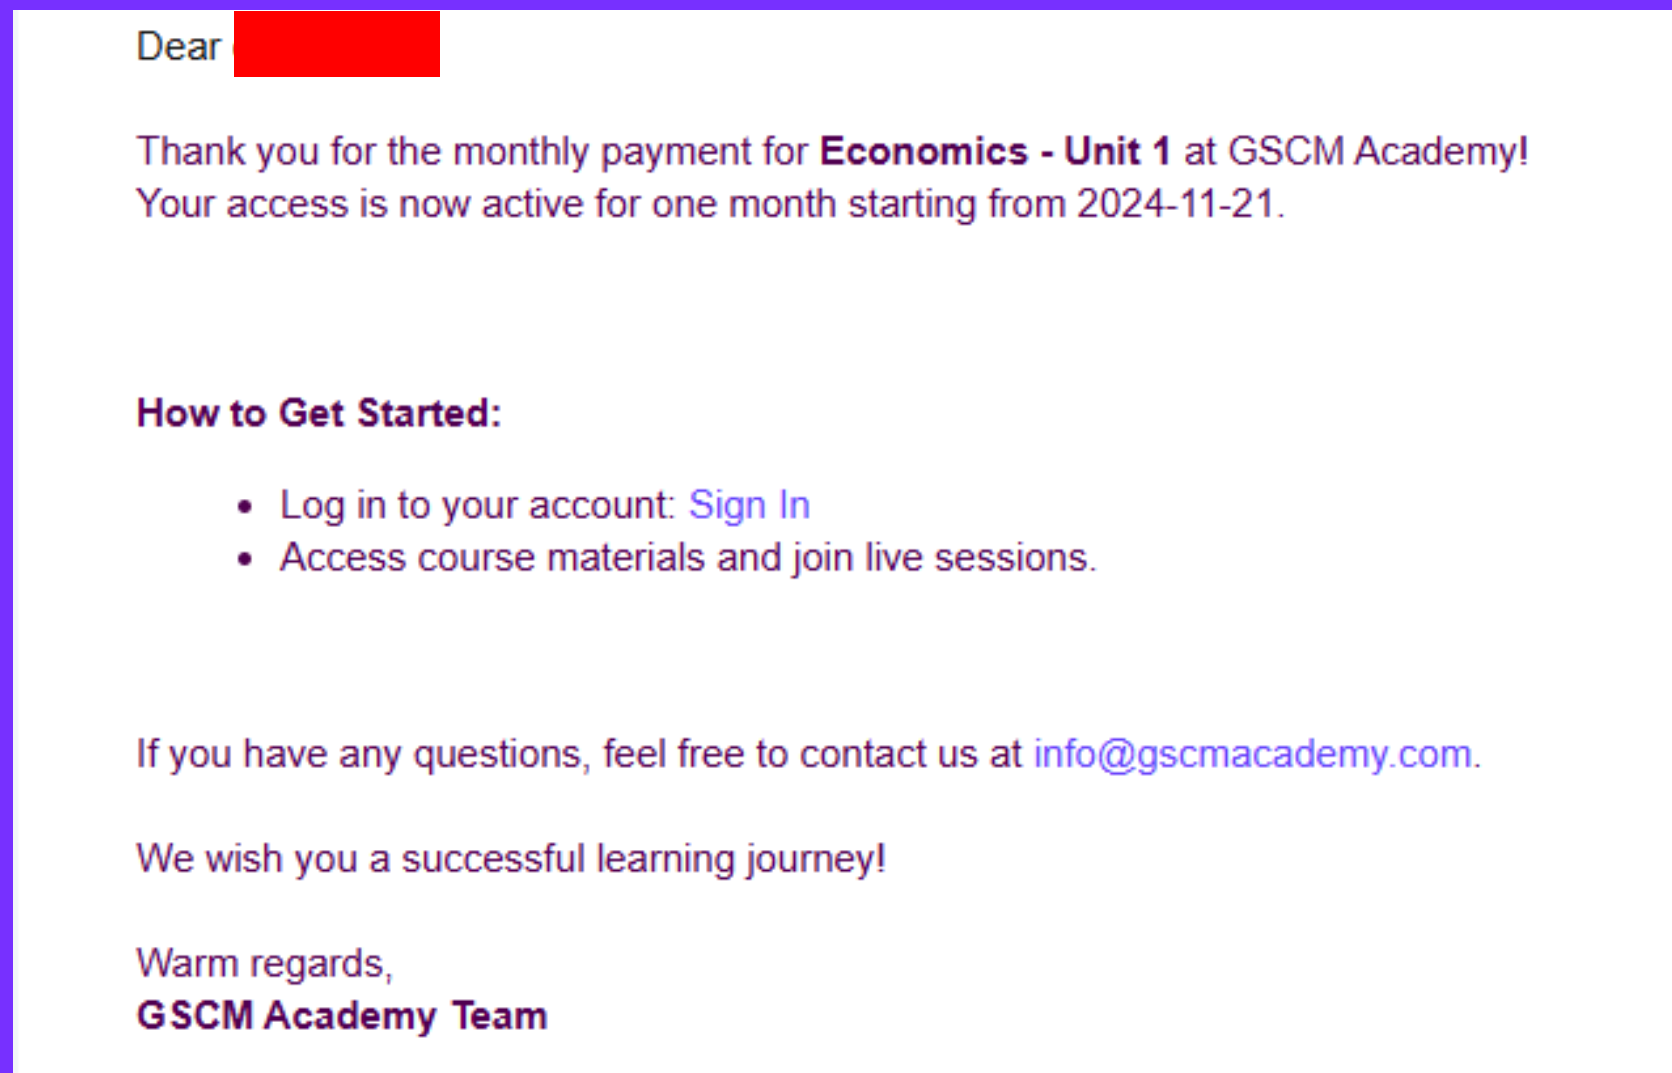 Dear
Thank you for the monthly payment for Economics - Unit 1 at GSCM Academy!
Your access is now active for one month starting from 2024-11-21.
How to Get Started:
• Log in to your account: Sign In
• Access course materials and join live sessions.
If you have any questions, feel free to contact us at info@gscmacademy.com.
We wish you a successful learning journey!
Warm regards,
GSCM Academy Team